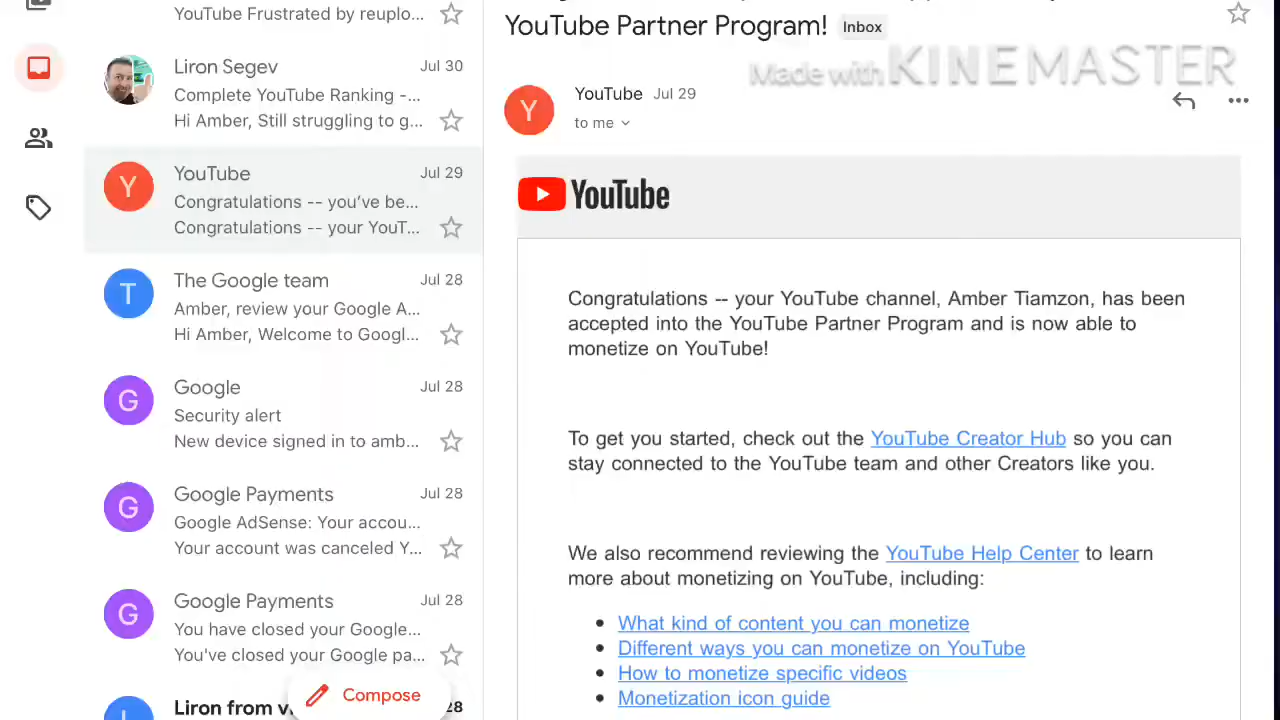 YouTube Frustrated by reuplo...
Liron Segev Jul 30
Complete YouTube Ranking -...
Hi Amber, Still struggling to g...
YouTube Jul 29
Congratulations -- you've be...
Congratulations -- your YouT...
The Google team Jul 28
Amber, review your Google A...
Hi Amber, Welcome to Googl...
Google Jul 28
Security alert
New device signed in to amb...
Google Payments Jul 28
Google AdSense: Your accou...
Your account was canceled Y...
Google Payments Jul 28
You have closed your Google...
You've closed your Google pa...
Liron from 28
Compose
YouTube Partner Program! Inbox
Made with KINEMASTER
YouTube Jul 29
to me
YouTube
Congratulations -- your YouTube channel, Amber Tiamzon, has been
accepted into the YouTube Partner Program and is now able to
monetize on YouTube!
To get you started, check out the YouTube Creator Hub so you can
stay connected to the YouTube team and other Creators like you.
We also recommend reviewing the YouTube Help Center to learn
more about monetizing on YouTube, including:
What kind of content you can monetize
Different ways you can monetize on YouTube
How to monetize specific videos
Monetization icon guide